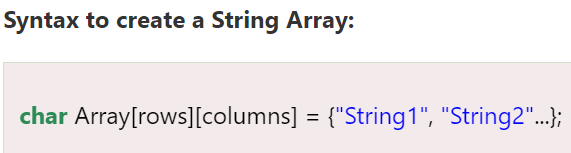 Syntax to create a String Array:
char Array[rows][columns] = {"String1", "String2"...};